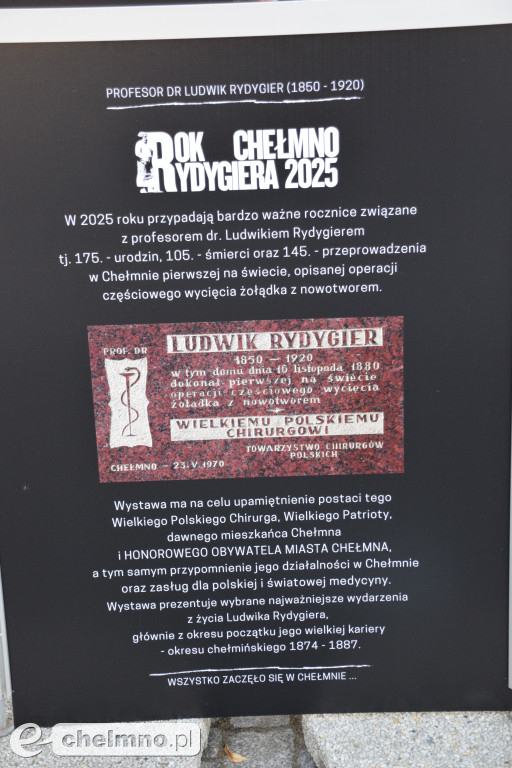 PROFESOR DR LUDWIK RYDYGIER (1850 - 1920)
ROK CHEŁMNO
RYDYGIERA 2025
W 2025 roku przypadają bardzo ważne rocznice związane
z profesorem dr. Ludwikiem Rydygierem
tj. 175. - urodzin, 105. - śmierci oraz 145. - przeprowadzenia
w Chełmnie pierwszej na świecie, opisanej operacji
częściowego wycięcia żołądka z nowotworem.
PROF. DR
LUDWIK RYDYGIER
1850 — 1920
w tym domu dnia 16 listopada 1880
dokonał pierwszej na świecie
operacji częściowego wycięcia
żołądka z nowotworem
WIELKIEMU POLSKIEMU
CHIRURGOWI
TOWARZYSTWO CHIRURGÓW
POLSKICH
CHEŁMNO — 23.V.1970
Wystawa ma na celu upamiętnienie postaci tego
Wielkiego Polskiego Chirurga, Wielkiego Patrioty,
dawnego mieszkańca Chełmna
i HONOROWEGO OBYWATELA MIASTA CHEŁMNA,
a tym samym przypomnienie jego działalności w Chełmnie
oraz zasług dla polskiej i światowej medycyny.
Wystawa prezentuje wybrane najważniejsze wydarzenia
z życia Ludwika Rydygiera,
głównie z okresu początku jego wielkiej kariery
- okresu chełmińskiego 1874 - 1887.
WSZYSTKO ZACZĘŁO SIĘ W CHEŁMNIE ...
e-chelmno.pl